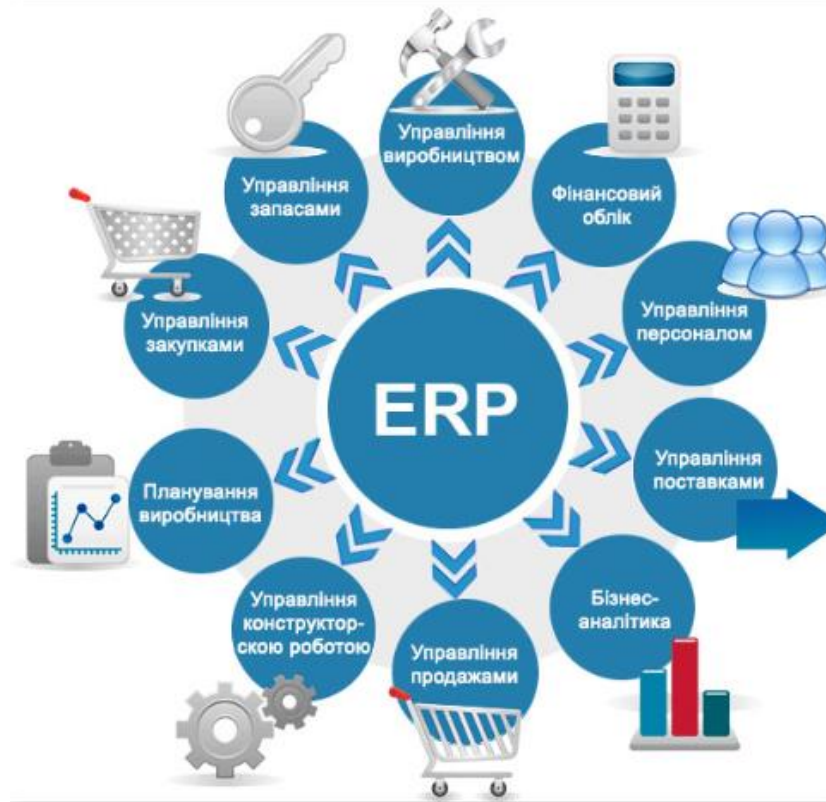 Управління
виробництвом
Фінансовий
облік
Управління
персоналом
Управління
поставками
Бізнес-
аналітика
Управління
продажами
Управління
конструктор-
скою роботою
Планування
виробництва
Управління
закупками
Управління
запасами
ERP